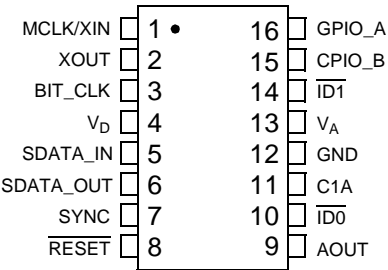 MCLK/XIN 1 16 GPIO_A
XOUT 2 15 CPIO_B
BIT_CLK 3 14 ID1
VD 4 13 VA
SDATA_IN 5 12 GND
SDATA_OUT 6 11 C1A
SYNC 7 10 ID0
RESET 8 9 AOUT